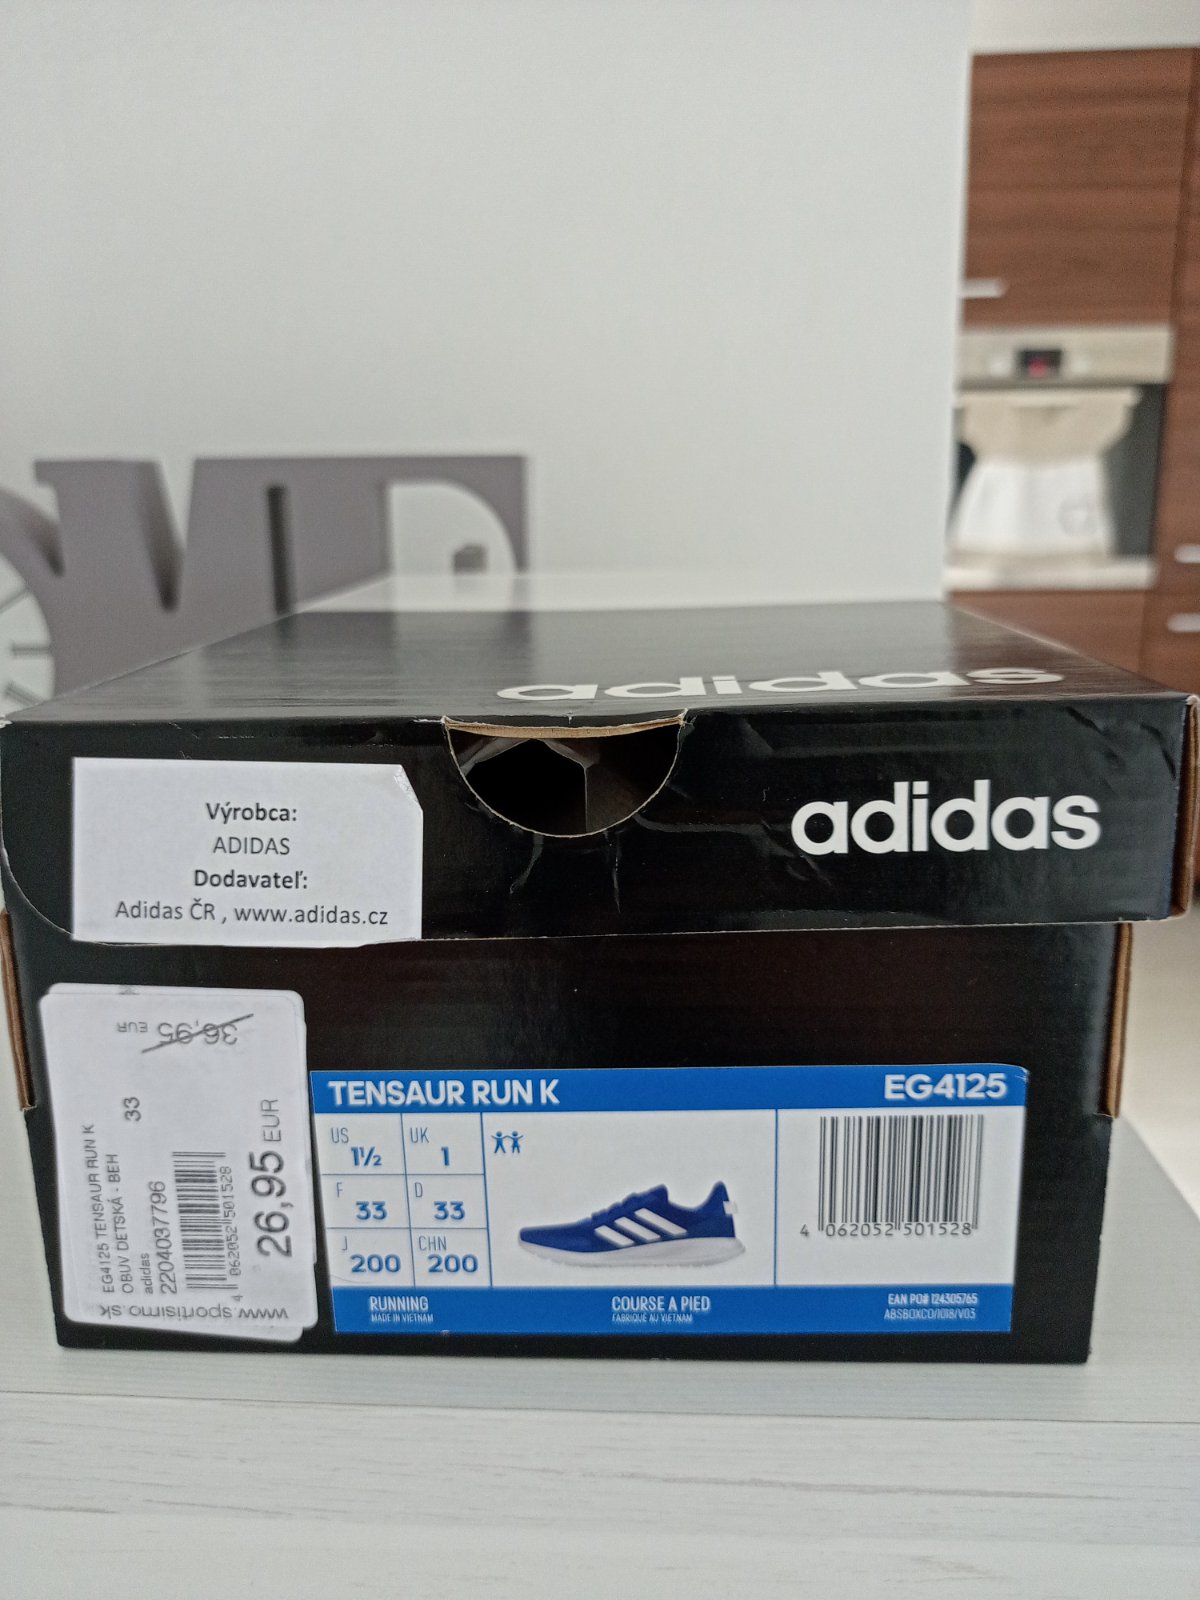 adidas
adidas
Výrobca:
ADIDAS
Dodavateľ:
Adidas ČR , www.adidas.cz
36,95 EUR
EG4125 TENSAUR RUN K
OBUV DETSKÁ - BEH
33
adidas
2204037796
4 062052 501528
26,95 EUR
www.sportisimo.sk
TENSAUR RUN K
EG4125
US 1½
UK 1
F 33
D 33
J 200
CHN 200
4 062052 501528
RUNNING
MADE IN VIETNAM
COURSE A PIED
FABRIQUÉ AU VIETNAM
EAN PO# 124305765
ABSBOXCO/1018/V03